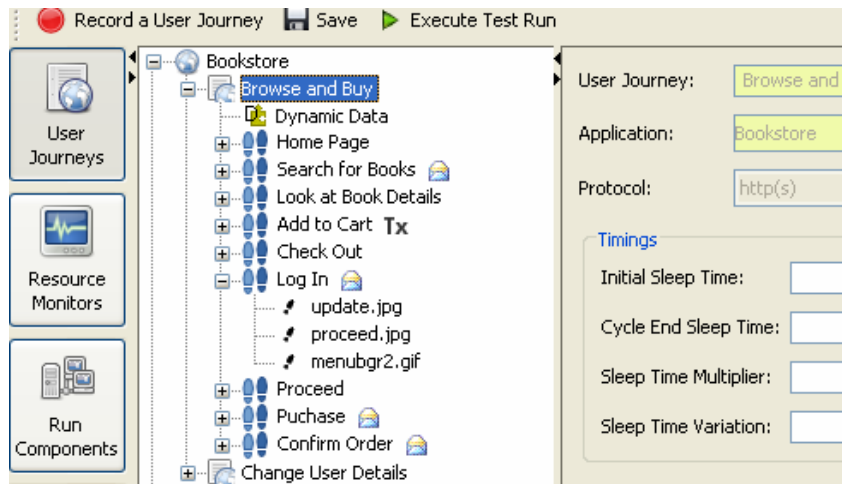 Record a User Journey Save Execute Test Run
User
Journeys
Resource
Monitors
Run
Components
Bookstore
Browse and Buy
Dynamic Data
Home Page
Search for Books
Look at Book Details
Add to Cart Tx
Check Out
Log In
update.jpg
proceed.jpg
menubgr2.gif
Proceed
Puchase
Confirm Order
Change User Details
User Journey: Browse and
Application: Bookstore
Protocol: http(s)
Timings
Initial Sleep Time:
Cycle End Sleep Time:
Sleep Time Multiplier:
Sleep Time Variation: